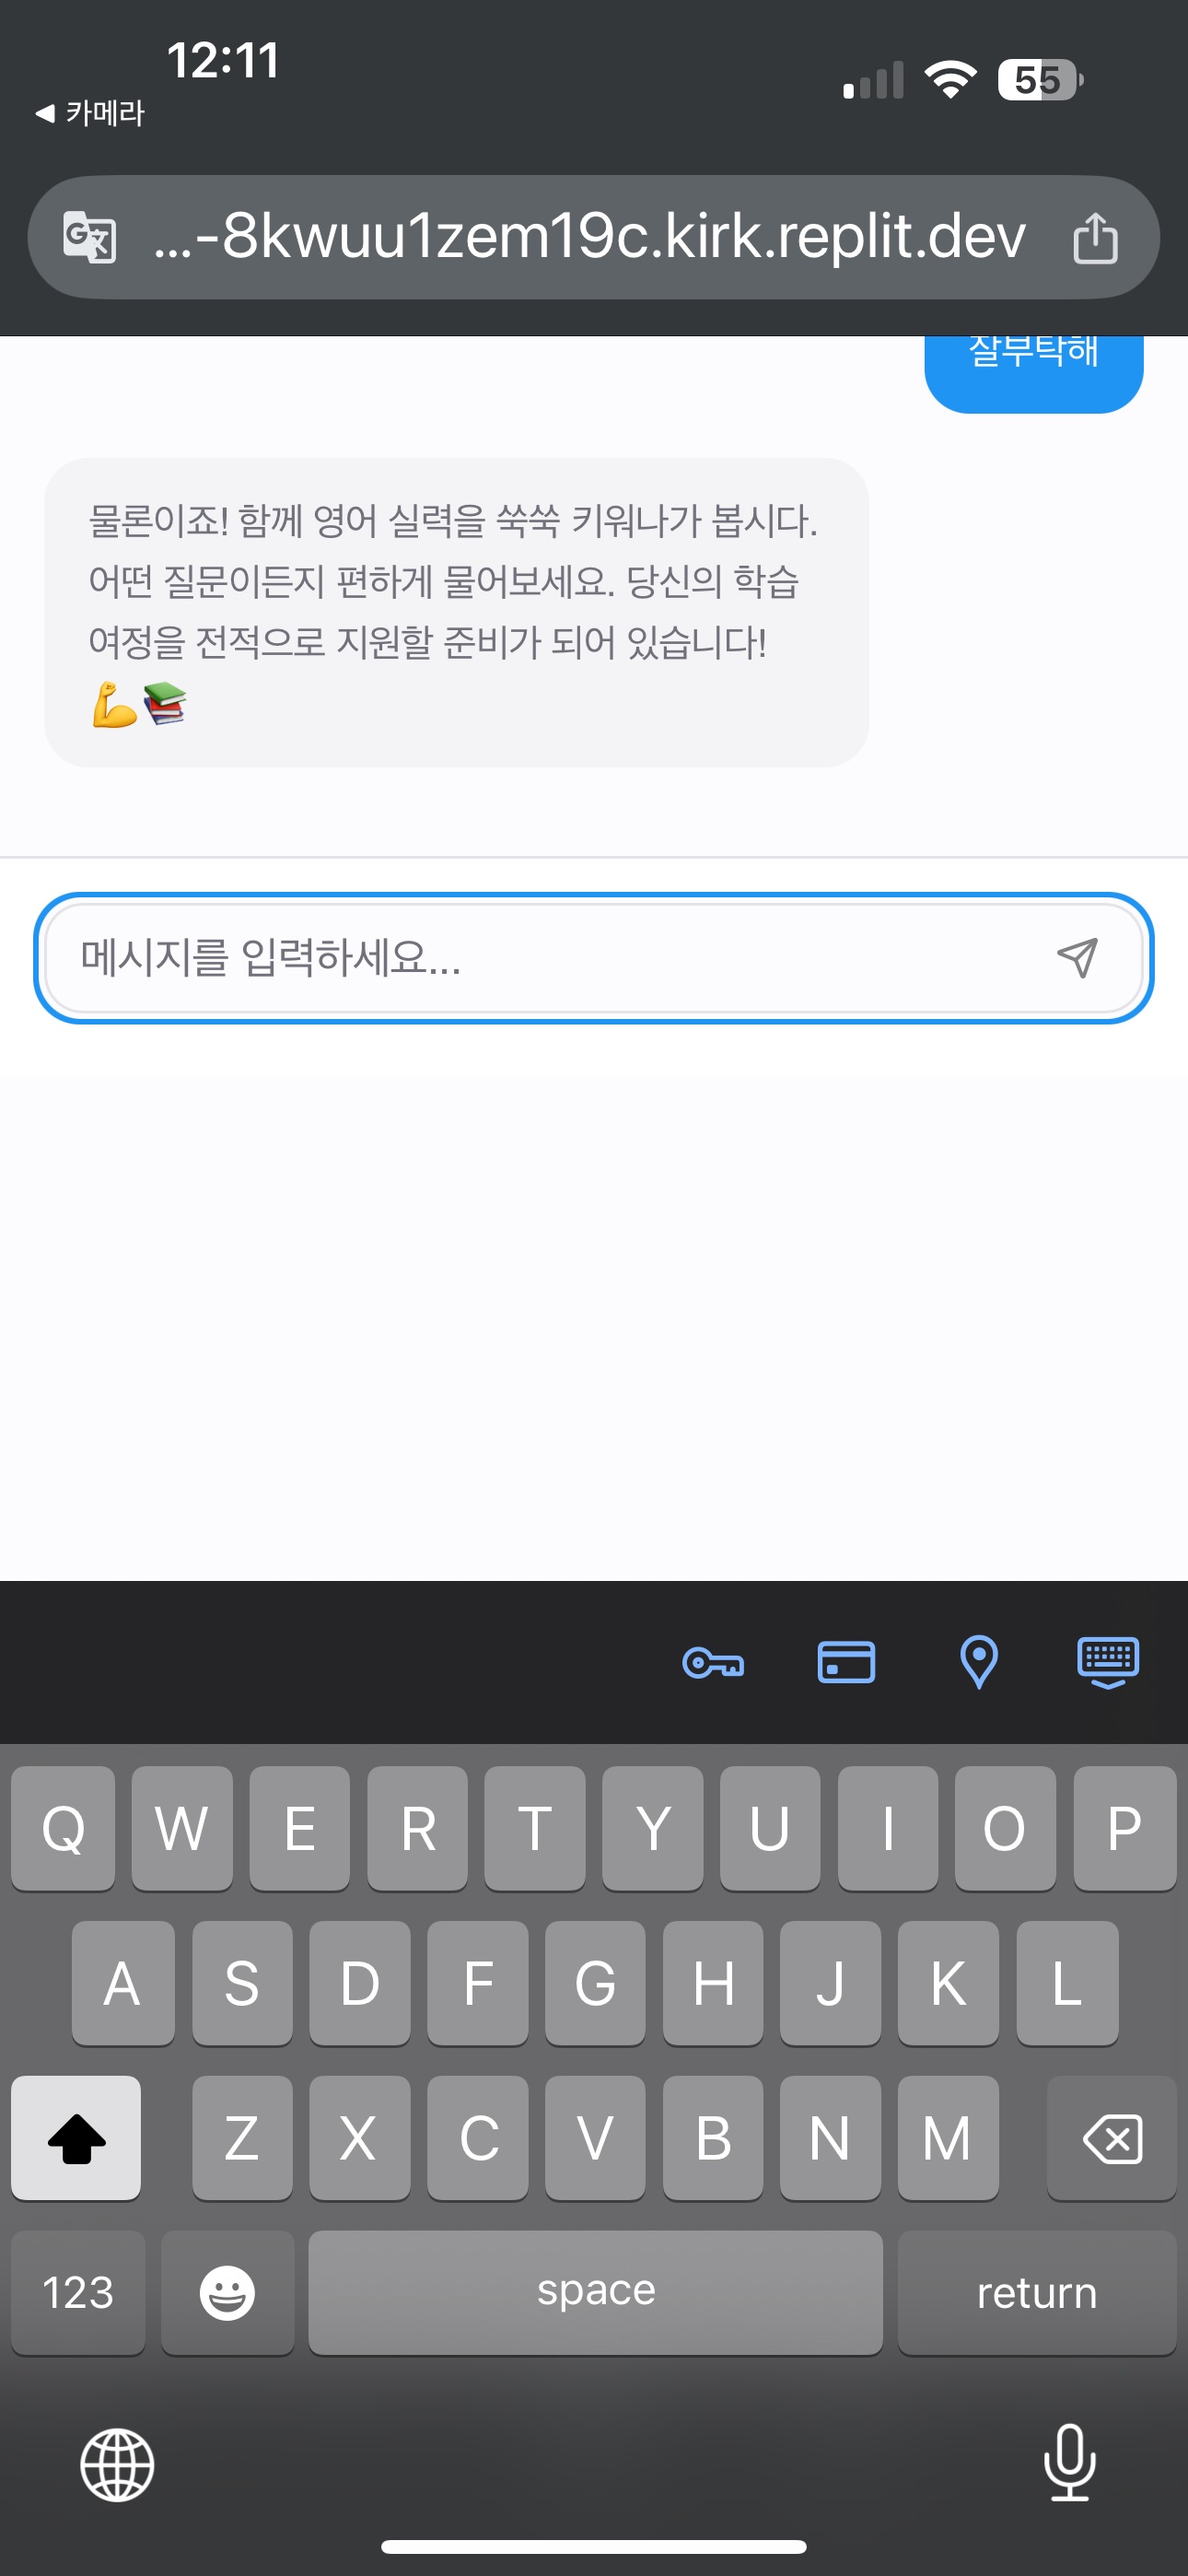 12:11
55
◀ 카메라
...-8kwuu1zem19c.kirk.replit.dev
잘부탁해
물론이죠! 함께 영어 실력을 쑥쑥 키워나가 봅시다.
어떤 질문이든지 편하게 물어보세요. 당신의 학습
여정을 전적으로 지원할 준비가 되어 있습니다!
💪📚
메시지를 입력하세요...
Q W E R T Y U I O P
A S D F G H J K L
Z X C V B N M
123 space return